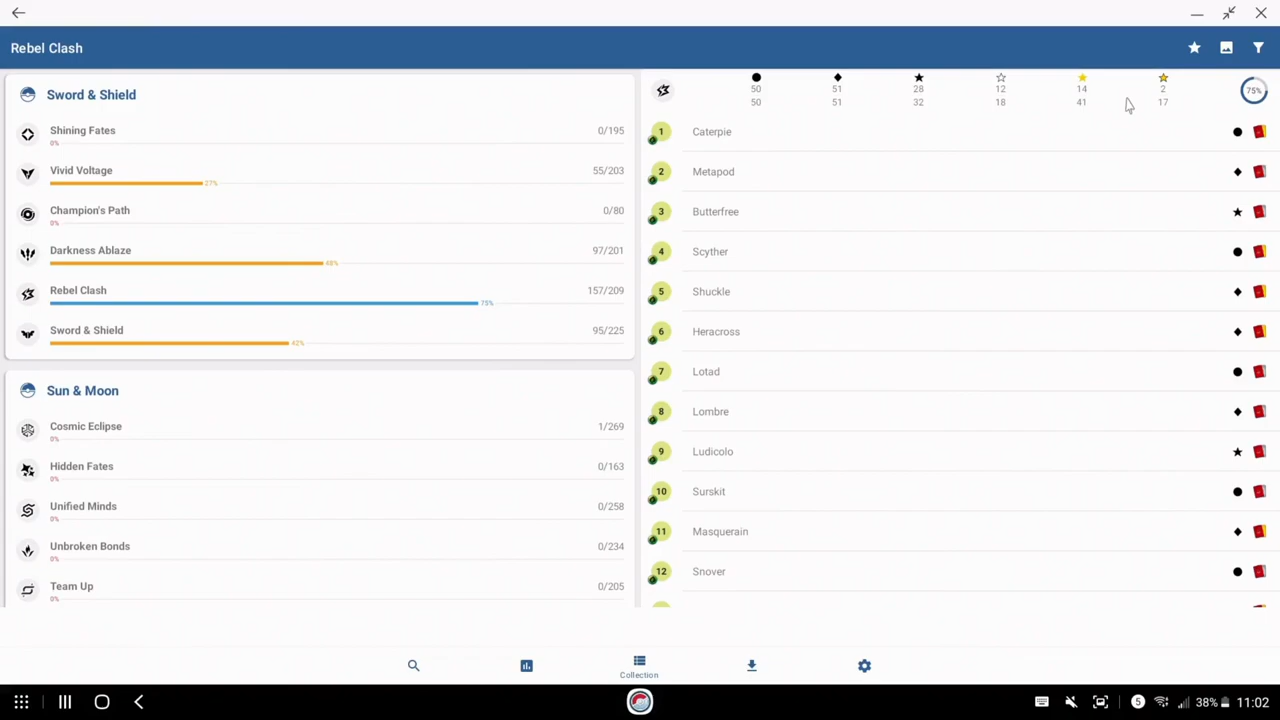 Rebel Clash
Sword & Shield
Shining Fates 0/195
0%
Vivid Voltage 55/203
27%
Champion's Path 0/80
0%
Darkness Ablaze 97/201
48%
Rebel Clash 157/209
75%
Sword & Shield 95/225
42%
Sun & Moon
Cosmic Eclipse 1/269
0%
Hidden Fates 0/163
0%
Unified Minds 0/258
0%
Unbroken Bonds 0/234
0%
Team Up 0/205
0%
50 51 28 12 14 2
50 51 32 18 41 17
75%
1 Caterpie
2 Metapod
3 Butterfree
4 Scyther
5 Shuckle
6 Heracross
7 Lotad
8 Lombre
9 Ludicolo
10 Surskit
11 Masquerain
12 Snover
Collection
5 38% 11:02